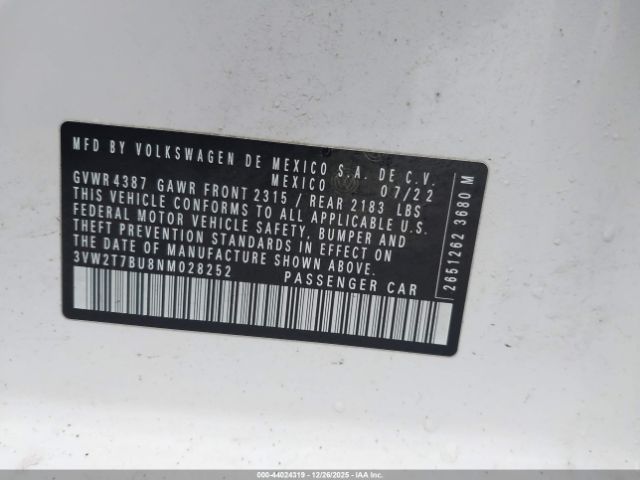 MFD BY VOLKSWAGEN DE MEXICO S.A. DE C.V.
MEXICO 07/22
GVWR 4387 GAWR FRONT 2315 / REAR 2183 LBS
THIS VEHICLE CONFORMS TO ALL APPLICABLE U.S.
FEDERAL MOTOR VEHICLE SAFETY, BUMPER AND
THEFT PREVENTION STANDARDS IN EFFECT ON
THE DATE OF MANUFACTURE SHOWN ABOVE.
3VW2T7BU8NM028252 PASSENGER CAR
2651262 3680 M
000-44024319 - 12/26/2025 - IAA Inc.